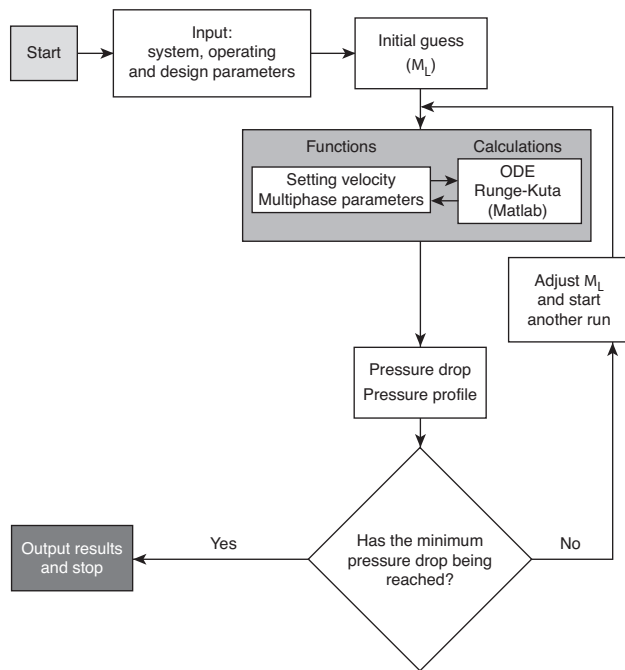 Start
Input:
system, operating
and design parameters
Initial guess
(M_L)
Functions
Calculations
Setting velocity
Multiphase parameters
ODE
Runge-Kuta
(Matlab)
Adjust M_L
and start
another run
Pressure drop
Pressure profile
Has the minimum
pressure drop being
reached?
Yes
No
Output results
and stop